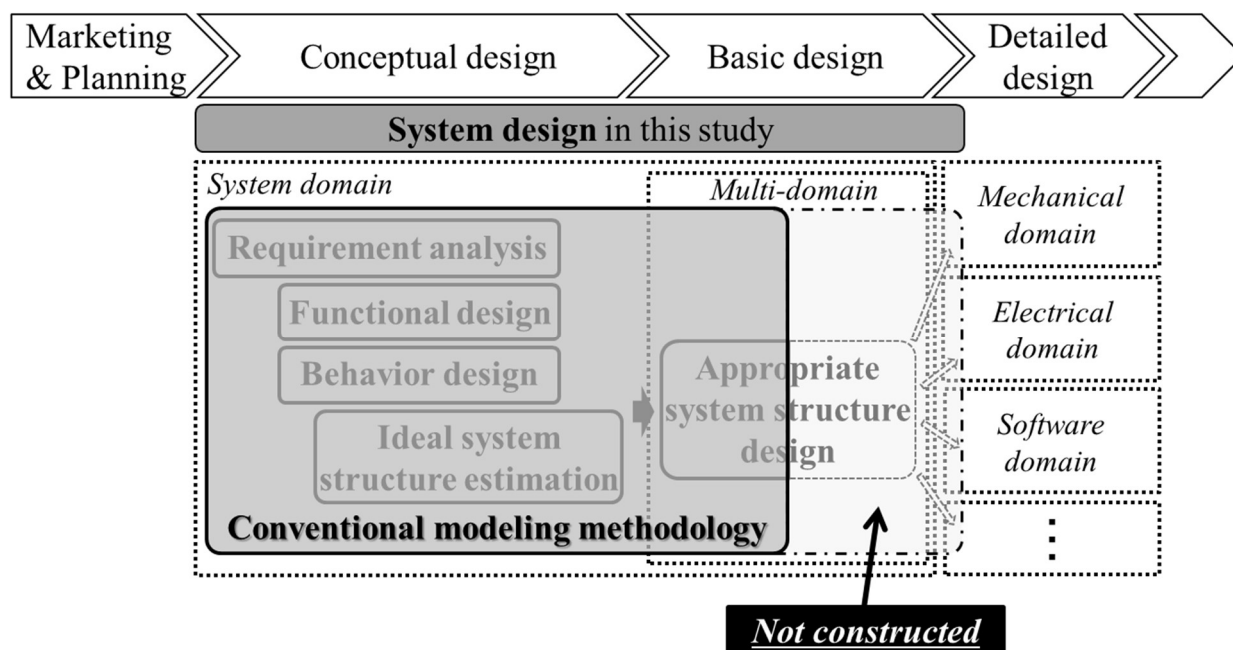 Marketing
& Planning
Conceptual design
Basic design
Detailed
design
System design in this study
System domain
Multi-domain
Mechanical
domain
Requirement analysis
Functional design
Electrical
domain
Behavior design
Appropriate
system structure
design
Ideal system
structure estimation
Software
domain
Conventional modeling methodology
Not constructed